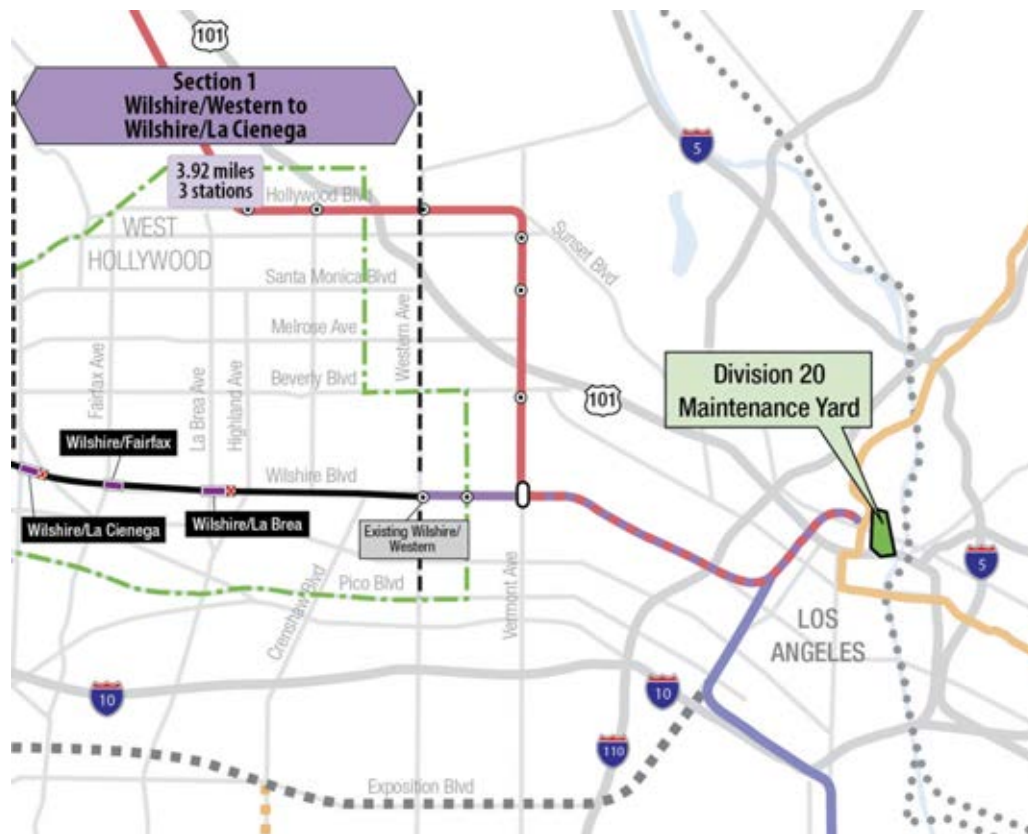 101
Section 1
Wilshire/Western to
Wilshire/La Cienega
3.92 miles
3 stations
5
Hollywood Blvd
WEST
HOLLYWOOD
Sunset Blvd
Santa Monica Blvd
Melrose Ave
Western Ave
Fairfax Ave
La Brea Ave
Highland Ave
Beverly Blvd
101
Division 20
Maintenance Yard
Wilshire/Fairfax
Wilshire Blvd
Wilshire/La Cienega
Wilshire/La Brea
Existing Wilshire/
Western
5
Pico Blvd
Crenshaw Blvd
Vermont Ave
LOS
ANGELES
10
10
110
Exposition Blvd